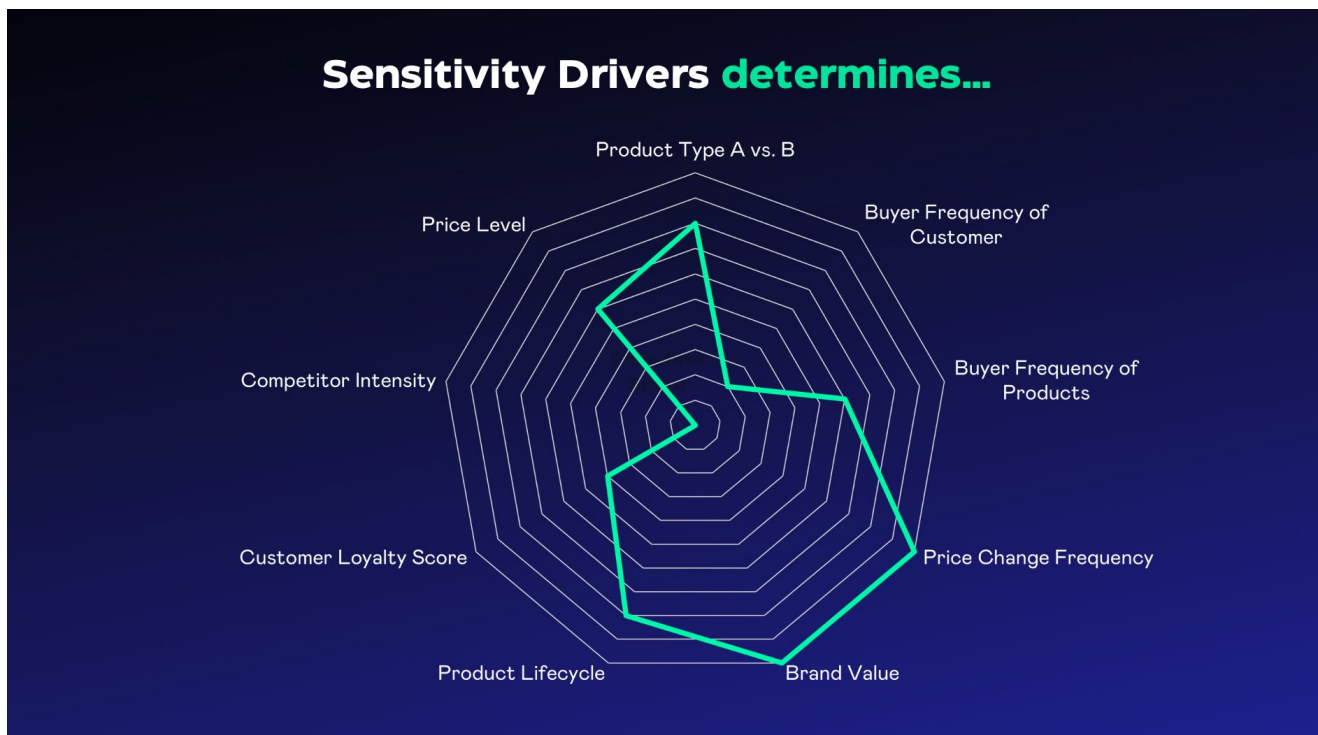 Sensitivity Drivers determines...
Product Type A vs. B
Buyer Frequency of
Customer
Buyer Frequency of
Products
Price Change Frequency
Brand Value
Product Lifecycle
Customer Loyalty Score
Competitor Intensity
Price Level